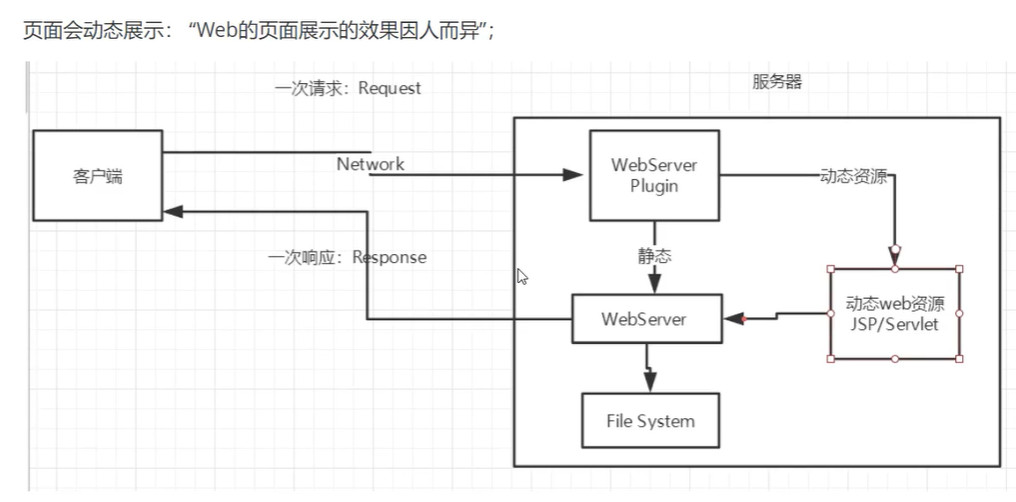 页面会动态展示： “Web的页面展示的效果因人而异”;
一次请求：Request
服务器
客户端
Network
WebServer
Plugin
动态资源
一次响应：Response
静态
WebServer
动态web资源
JSP/Servlet
File System